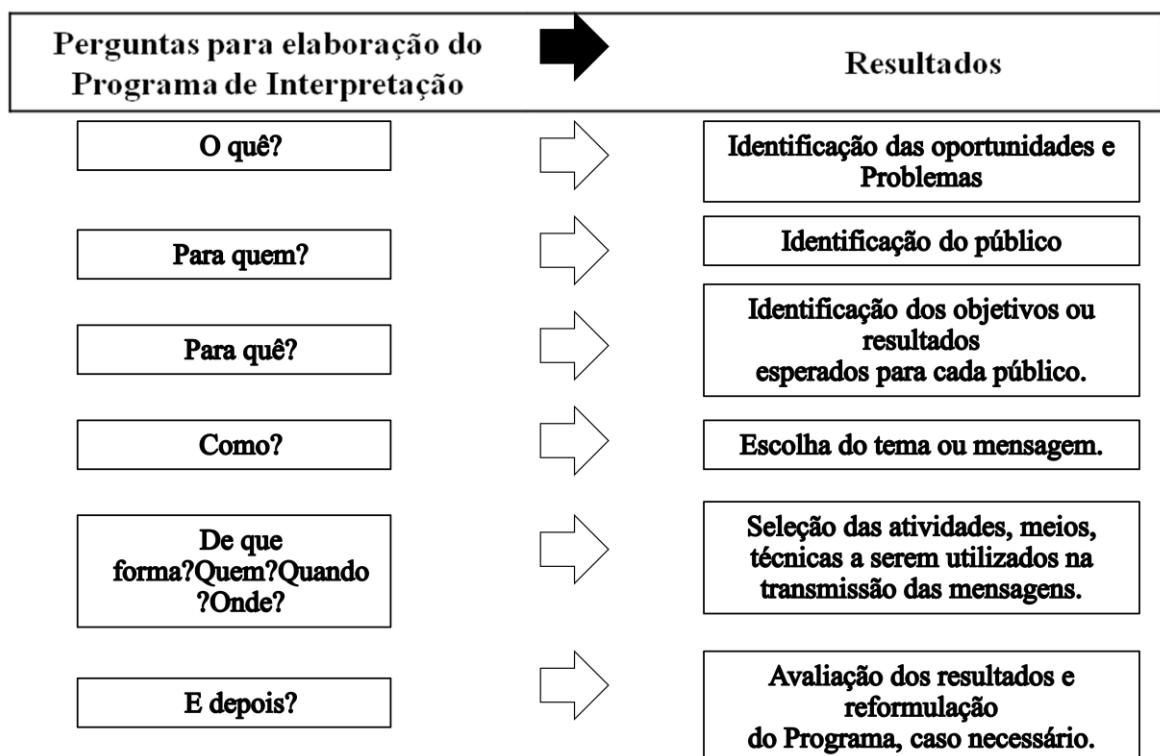 Perguntas para elaboração do
Programa de Interpretação
Resultados
O quê?
Identificação das oportunidades e
Problemas
Para quem?
Identificação do público
Para quê?
Identificação dos objetivos ou
resultados
esperados para cada público.
Como?
Escolha do tema ou mensagem.
De que
forma?Quem?Quando
?Onde?
Seleção das atividades, meios,
técnicas a serem utilizados na
transmissão das mensagens.
E depois?
Avaliação dos resultados e
reformulação
do Programa, caso necessário.